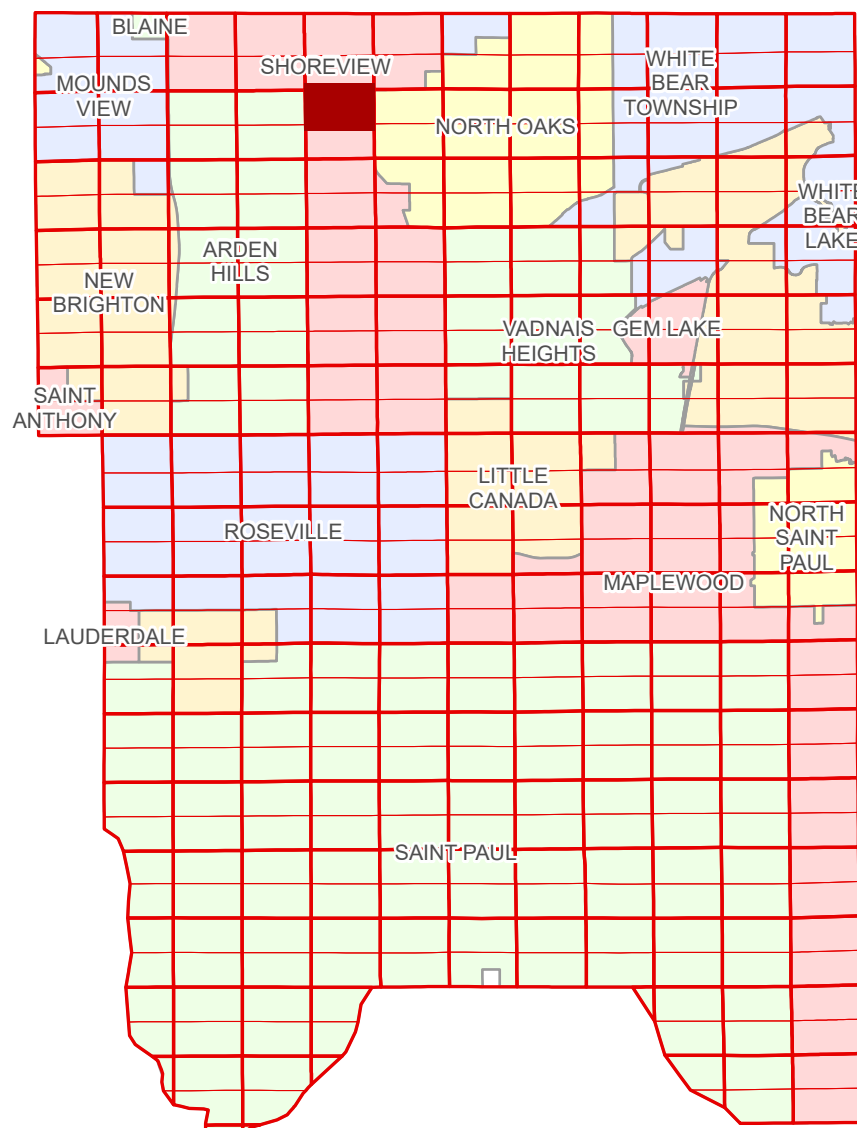 BLAINE
SHOREVIEW
WHITE
BEAR
TOWNSHIP
MOUNDS
VIEW
NORTH OAKS
WHITE
BEAR
LAKE
ARDEN
HILLS
NEW
BRIGHTON
VADNAIS
HEIGHTS
GEM LAKE
SAINT
ANTHONY
LITTLE
CANADA
NORTH
SAINT
PAUL
ROSEVILLE
MAPLEWOOD
LAUDERDALE
SAINT PAUL